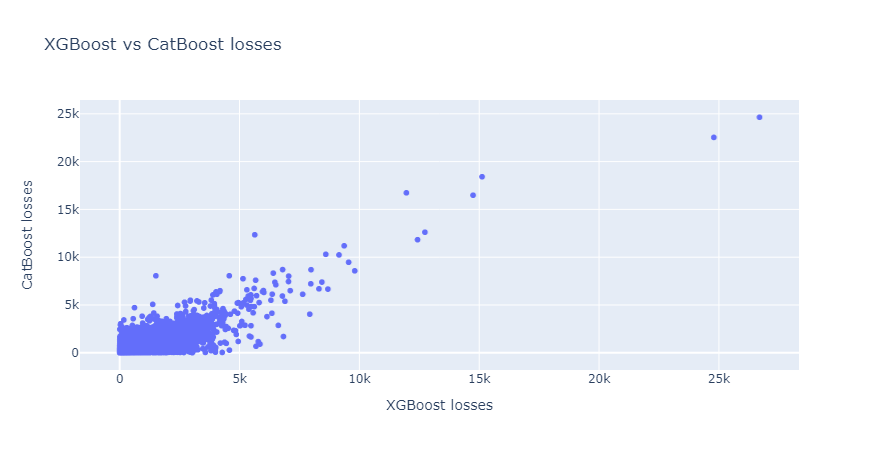 XGBoost vs CatBoost losses
CatBoost losses
25k
20k
15k
10k
5k
0
0
5k
10k
15k
20k
25k
XGBoost losses